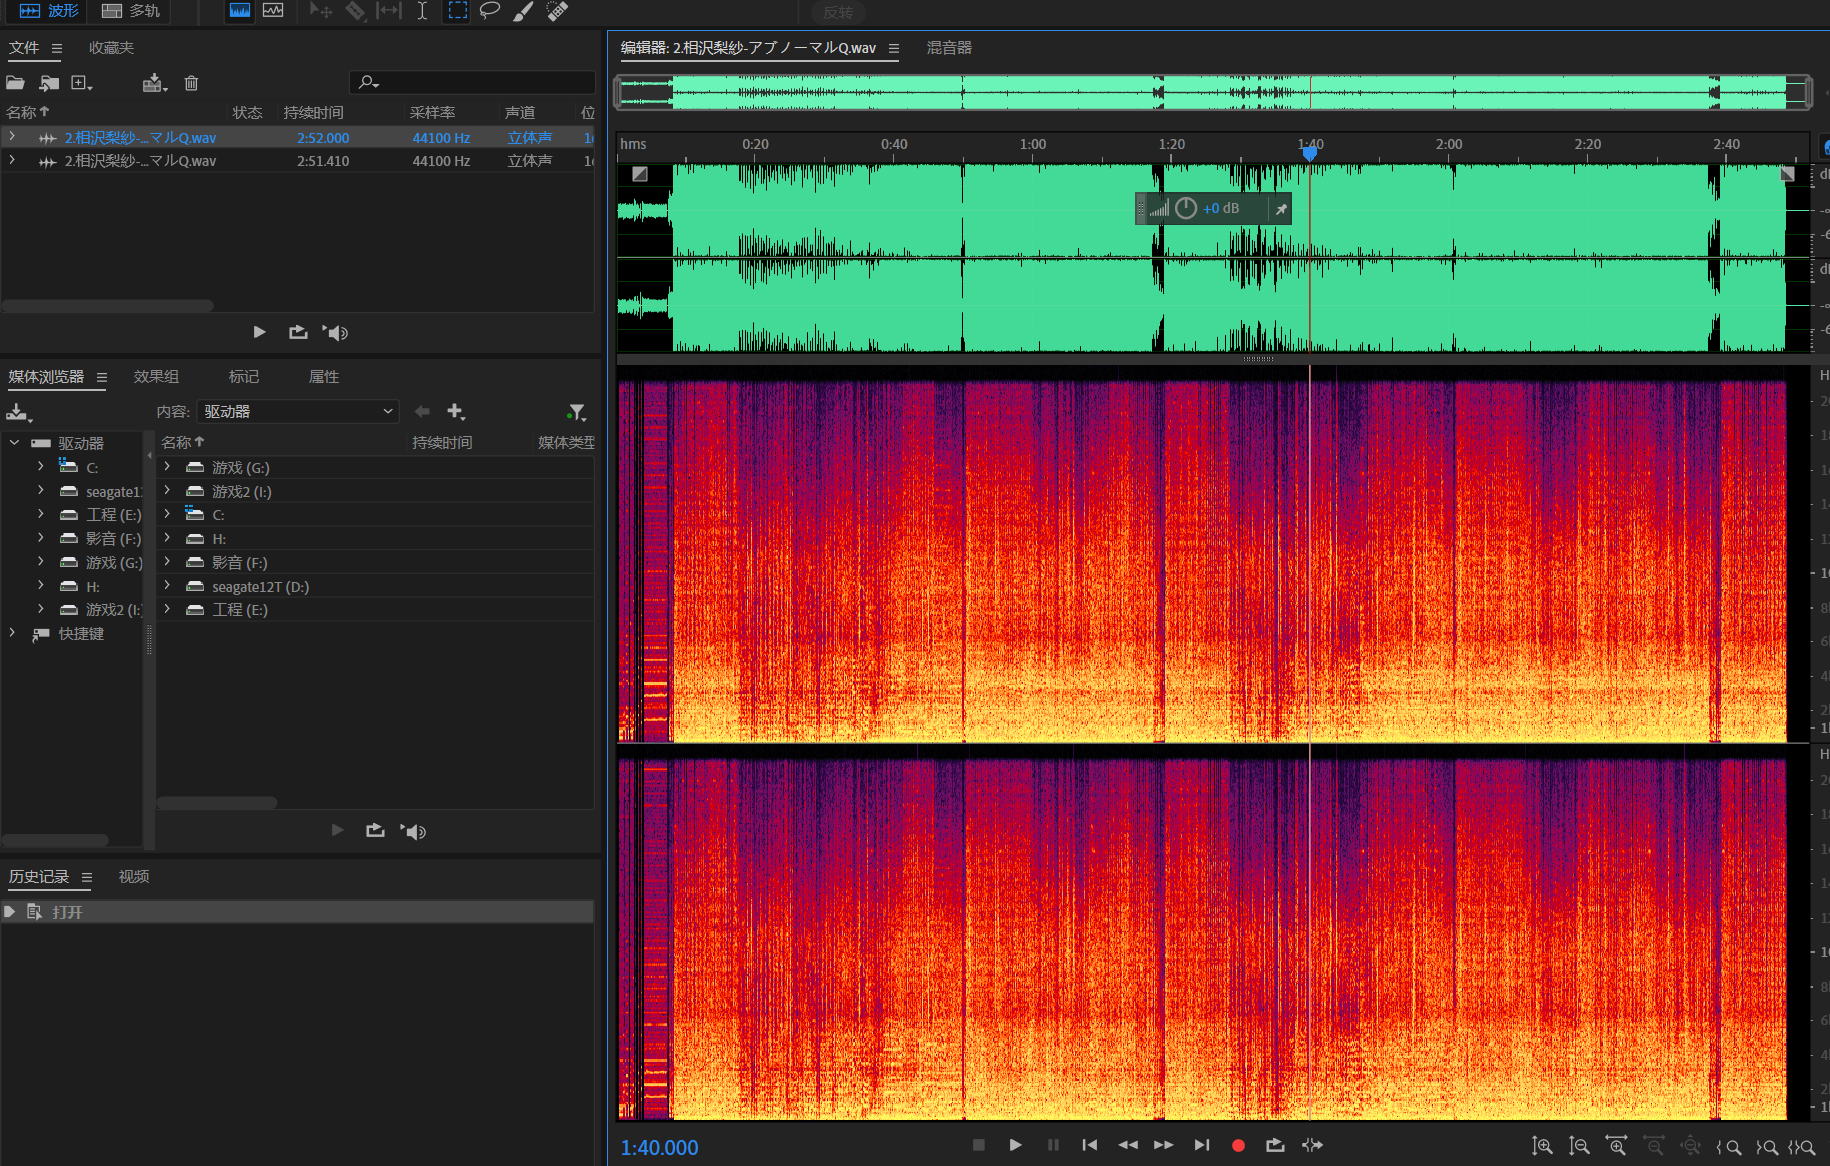 波形 多轨 反转
文件 收藏夹
名称 状态 持续时间 采样率 声道 位
2.相沢梨紗-...マルQ.wav 2:52.000 44100 Hz 立体声
2.相沢梨紗-...マルQ.wav 2:51.410 44100 Hz 立体声
媒体浏览器 效果组 标记 属性
内容: 驱动器
驱动器
C:
seagate1
工程 (E:)
影音 (F:)
游戏 (G:)
H:
游戏2 (I:)
快捷键
名称 持续时间 媒体类型
游戏 (G:)
游戏2 (I:)
C:
H:
影音 (F:)
seagate12T (D:)
工程 (E:)
历史记录 视频
打开
编辑器: 2.相沢梨紗-アブノーマルQ.wav 混音器
hms 0:20 0:40 1:00 1:20 1:40 2:00 2:20 2:40
+0 dB
1:40.000